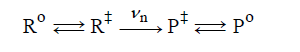 R° ⇌ R‡ →νn P‡ ⇌ P°